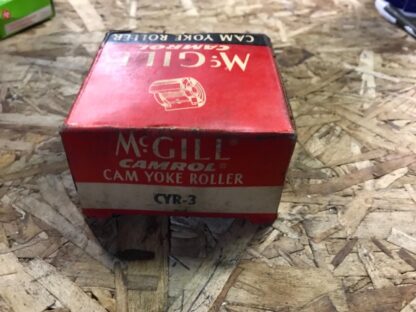 CAM YOKE ROLLER
CAMROL
McGILL
McGILL®
CAMROL®
CAM YOKE ROLLER
CYR-3